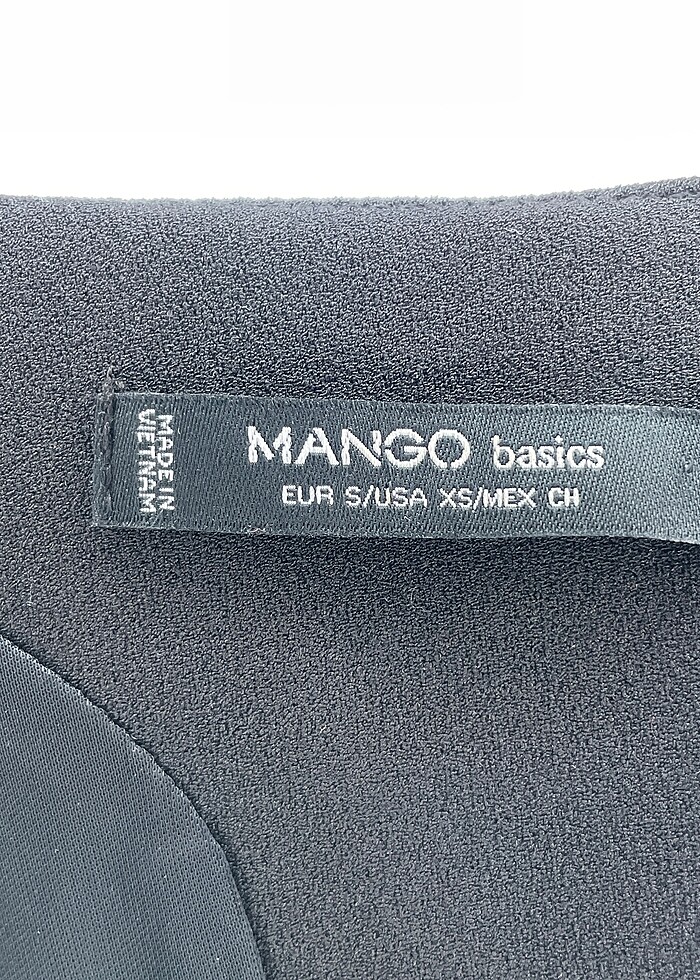 MADE IN
VIETNAM
MANGO basics
EUR S/USA XS/MEX CH